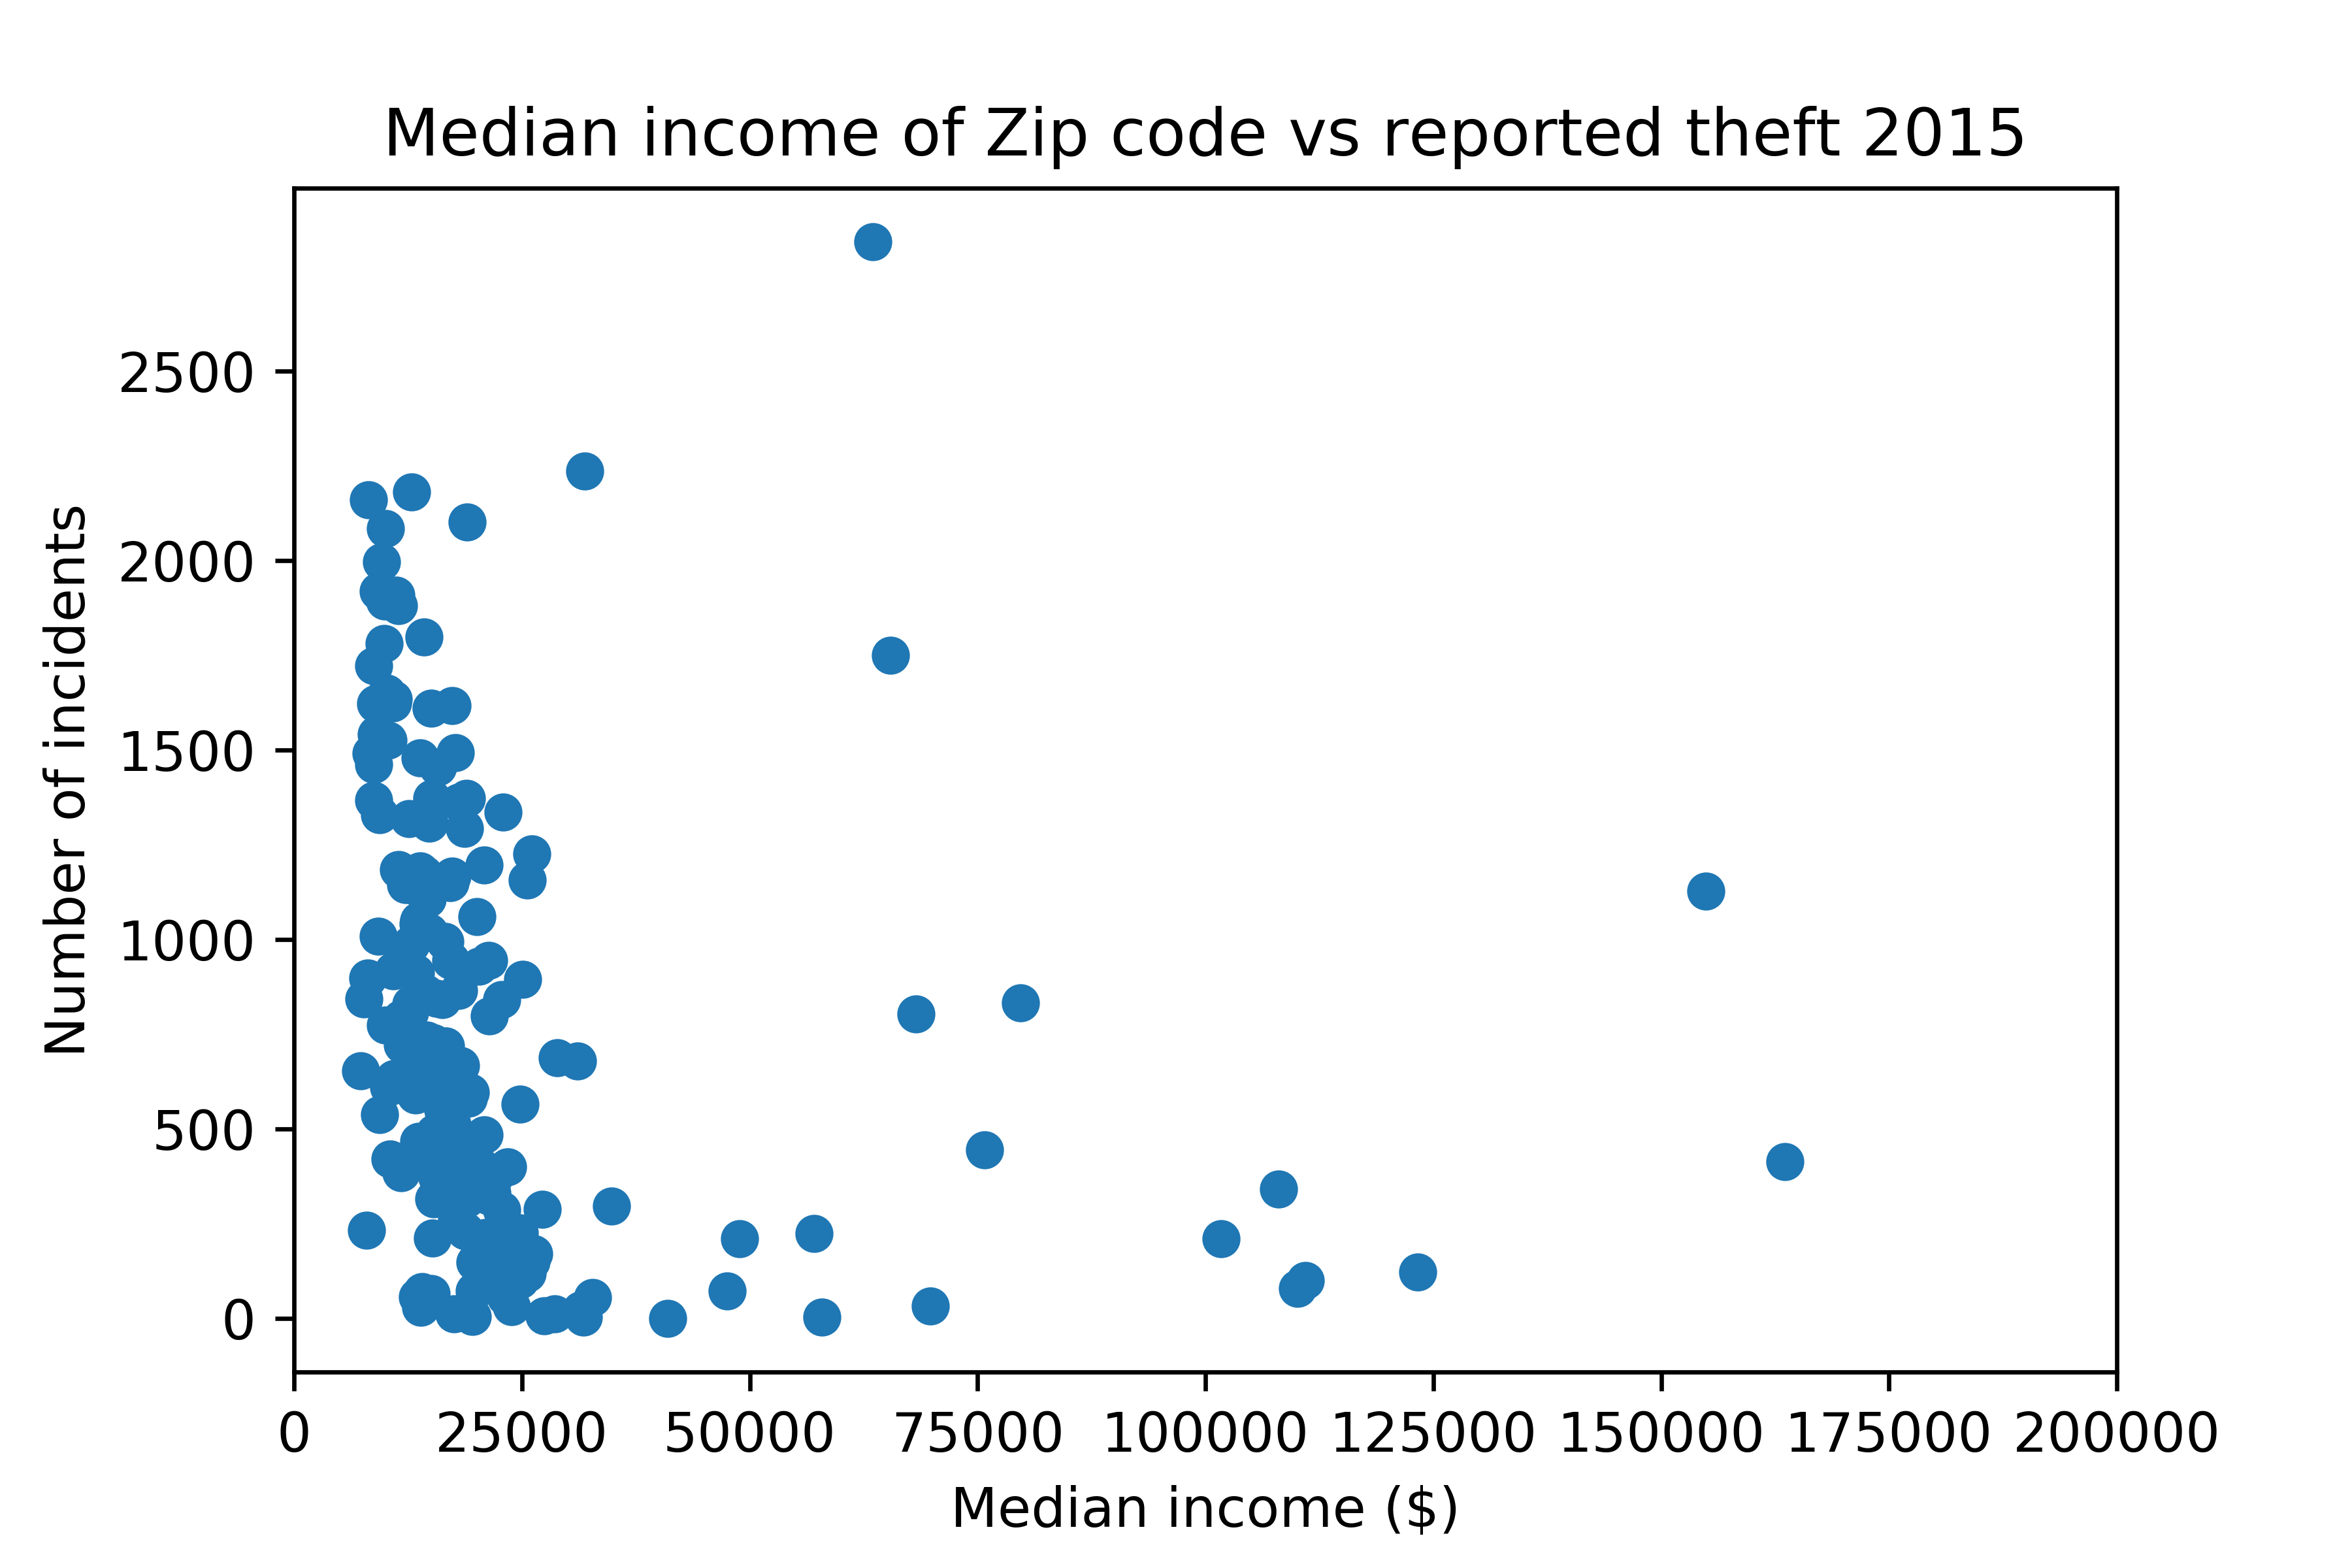 Median income of Zip code vs reported theft 2015
Number of incidents
2500
2000
1500
1000
500
0
0 25000 50000 75000 100000 125000 150000 175000 200000
Median income ($)